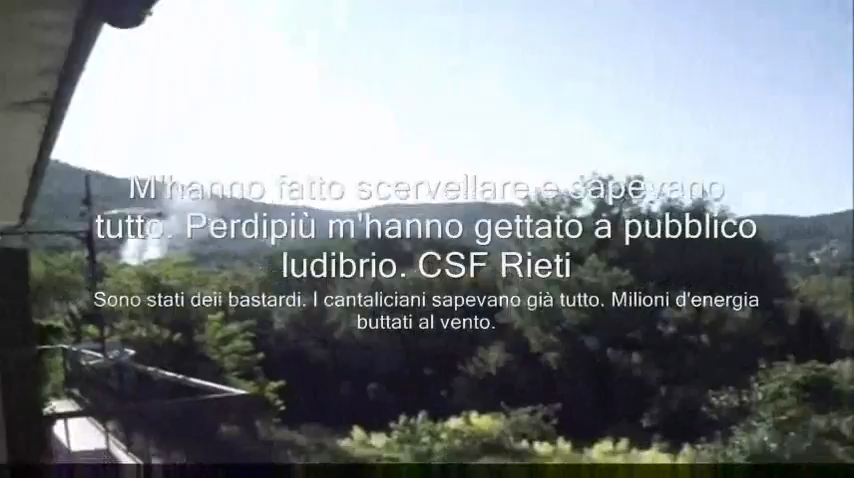 M'hanno fatto scervellare e sapevano
tutto. Perdipiù m'hanno gettato a pubblico
ludibrio. CSF Rieti
Sono stati deii bastardi. I cantaliciani sapevano già tutto. Milioni d'energia
buttati al vento.